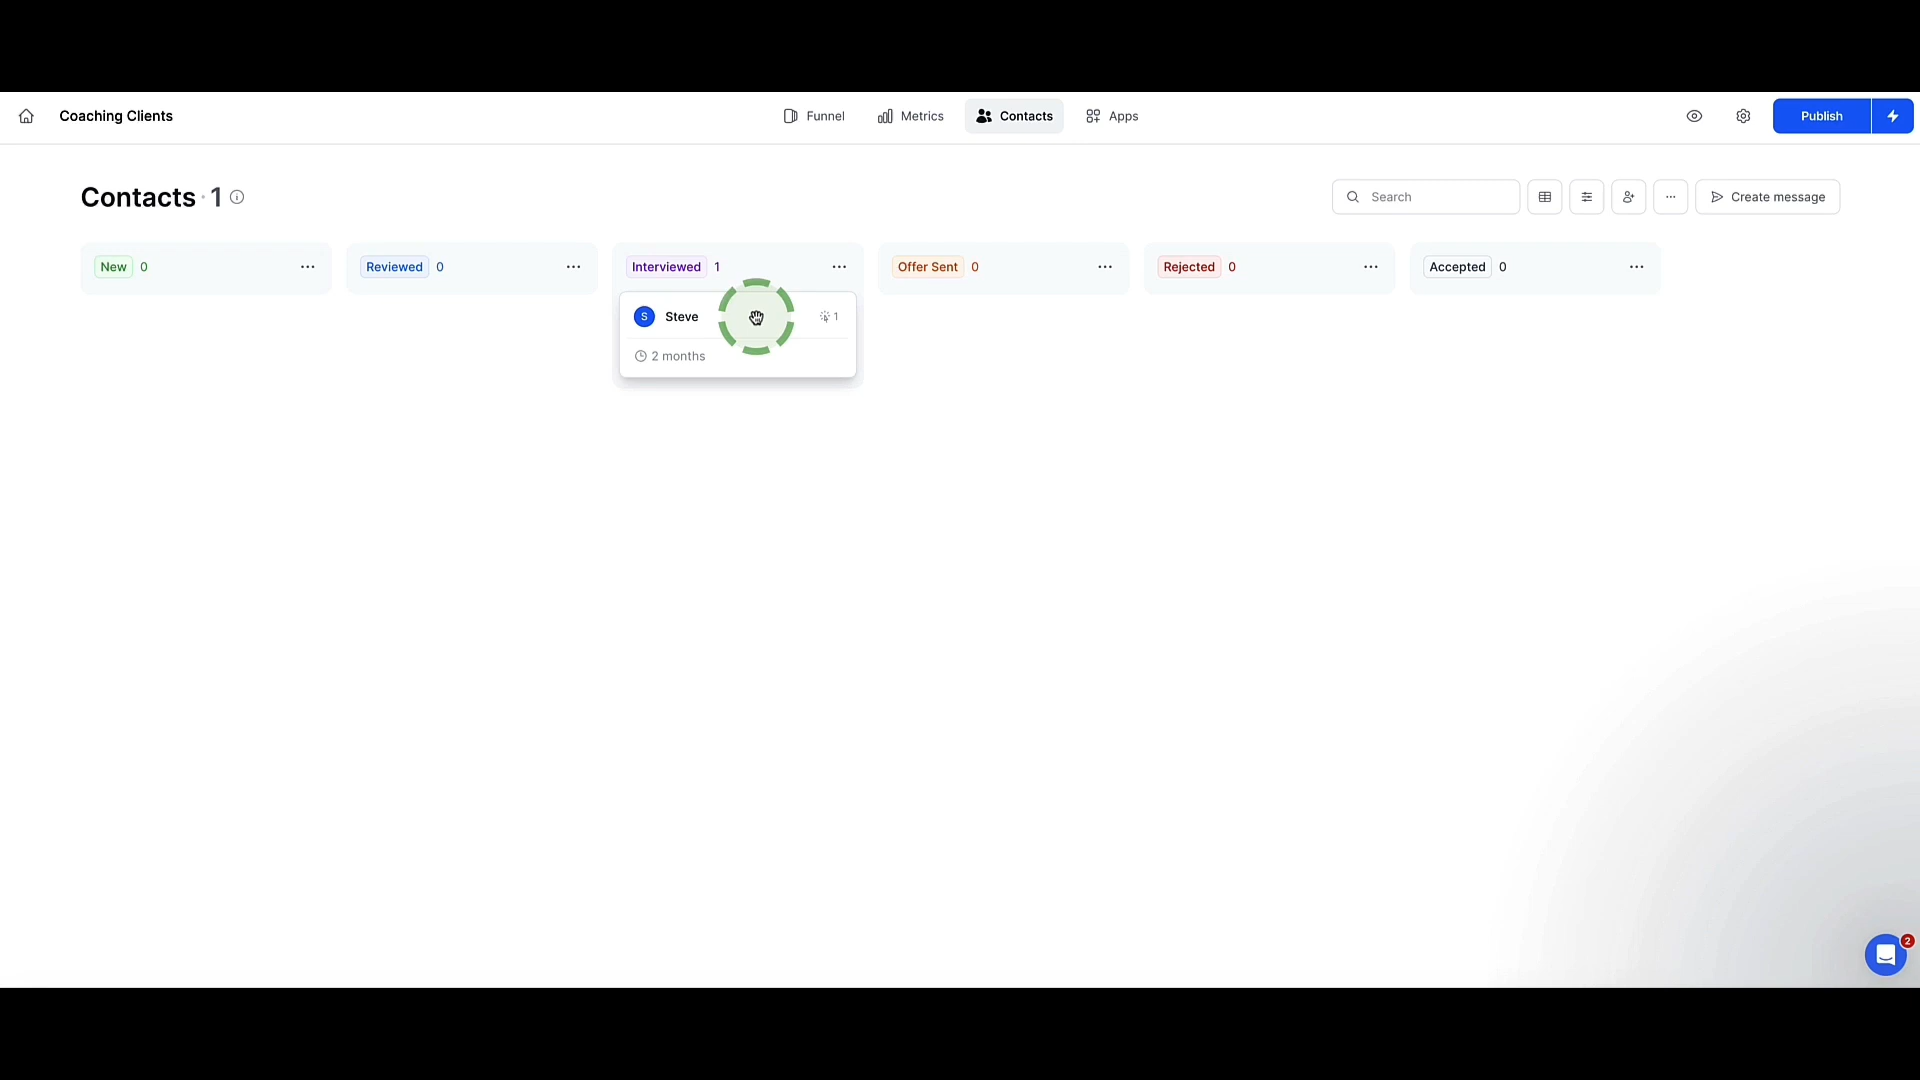 Coaching Clients
Funnel
Metrics
Contacts
Apps
Publish
Contacts · 1
Search
Create message
New 0
Reviewed 0
Interviewed 1
Offer Sent 0
Rejected 0
Accepted 0
S Steve 1
2 months
2